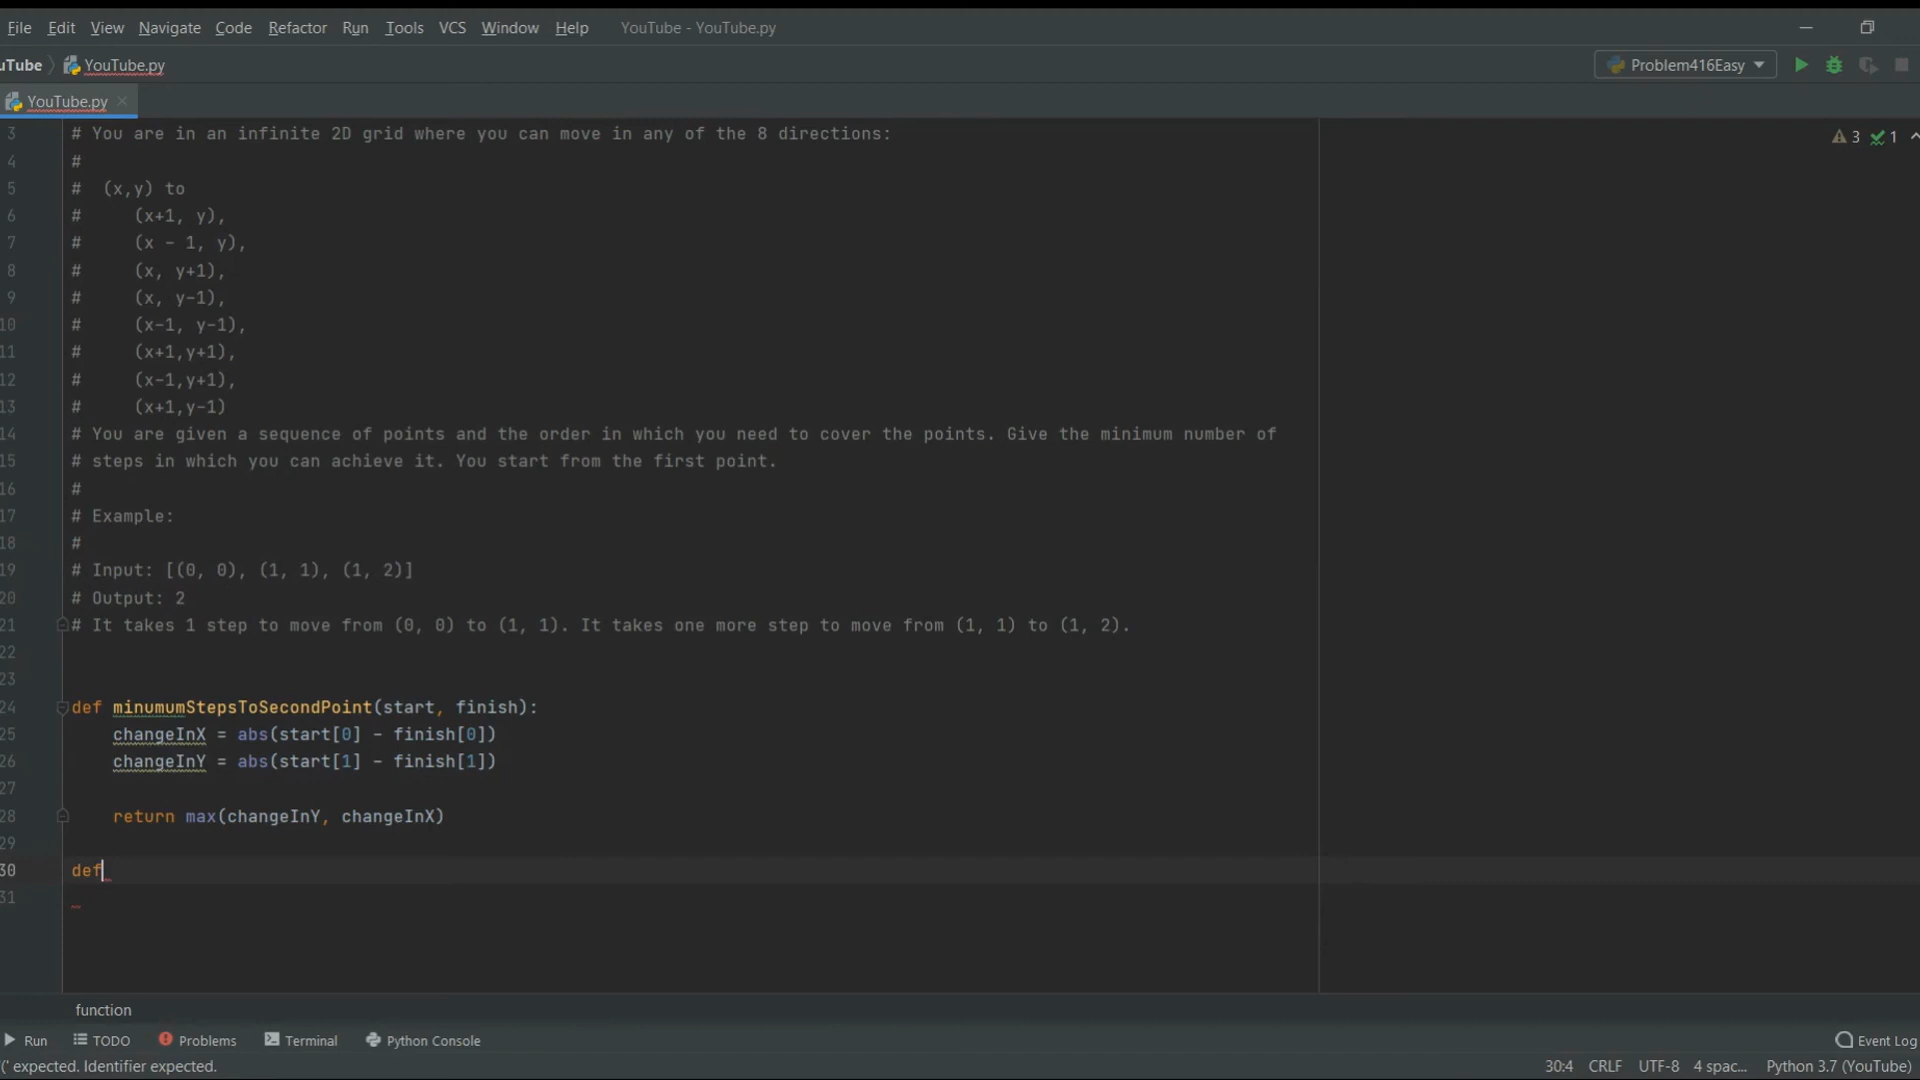 File Edit View Navigate Code Refactor Run Tools VCS Window Help YouTube - YouTube.py
uTube YouTube.py Problem416Easy
YouTube.py
3 # You are in an infinite 2D grid where you can move in any of the 8 directions: 3 1
4 #
5 #  (x,y) to
6 #     (x+1, y),
7 #     (x - 1, y),
8 #     (x, y+1),
9 #     (x, y-1),
10 #     (x-1, y-1),
11 #     (x+1,y+1),
12 #     (x-1,y+1),
13 #     (x+1,y-1)
14 # You are given a sequence of points and the order in which you need to cover the points. Give the minimum number of
15 # steps in which you can achieve it. You start from the first point.
16 #
17 # Example:
18 #
19 # Input: [(0, 0), (1, 1), (1, 2)]
20 # Output: 2
21 # It takes 1 step to move from (0, 0) to (1, 1). It takes one more step to move from (1, 1) to (1, 2).
22
23
24 def minumumStepsToSecondPoint(start, finish):
25     changeInX = abs(start[0] - finish[0])
26     changeInY = abs(start[1] - finish[1])
27
28     return max(changeInY, changeInX)
29
30 def
31
function
Run TODO Problems Terminal Python Console Event Log
(' expected. Identifier expected. 30:4 CRLF UTF-8 4 spac... Python 3.7 (YouTube)